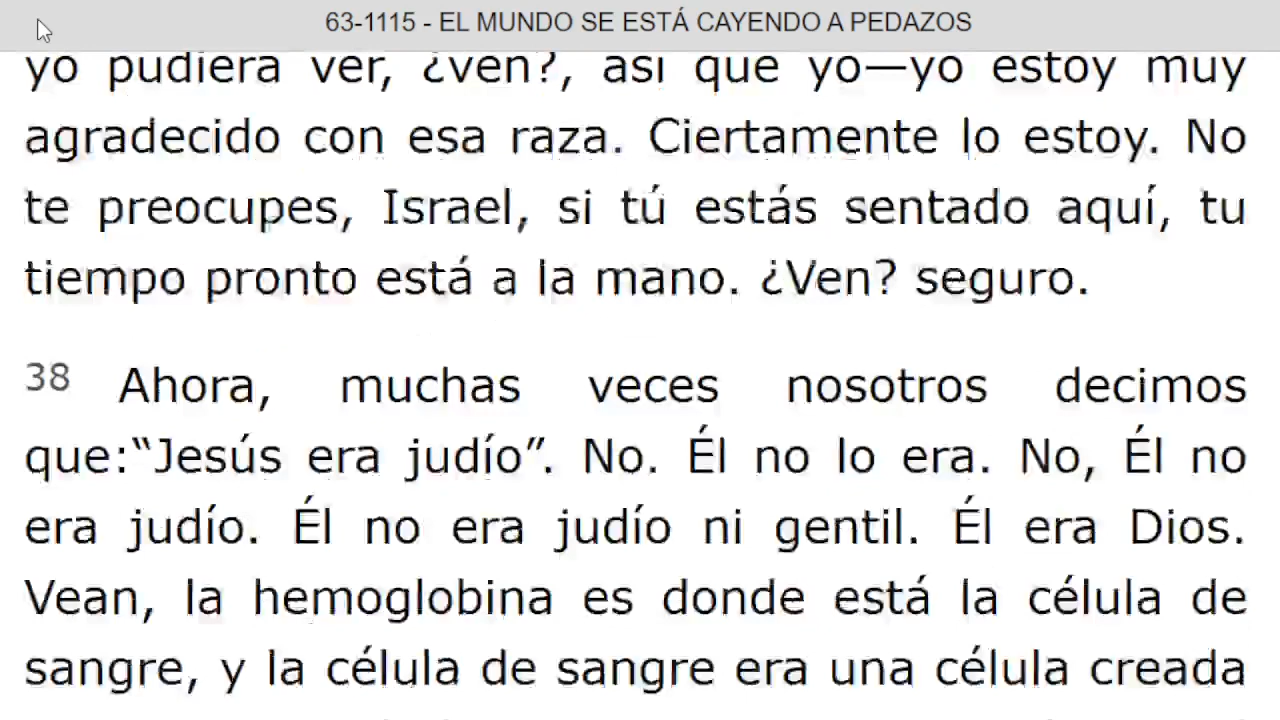 63-1115 - EL MUNDO SE ESTÁ CAYENDO A PEDAZOS
yo pudiera ver, ¿ven?, así que yo—yo estoy muy
agradecido con esa raza. Ciertamente lo estoy. No
te preocupes, Israel, si tú estás sentado aquí, tu
tiempo pronto está a la mano. ¿Ven? seguro.
38 Ahora, muchas veces nosotros decimos
que:“Jesús era judío”. No. Él no lo era. No, Él no
era judío. Él no era judío ni gentil. Él era Dios.
Vean, la hemoglobina es donde está la célula de
sangre, y la célula de sangre era una célula creada